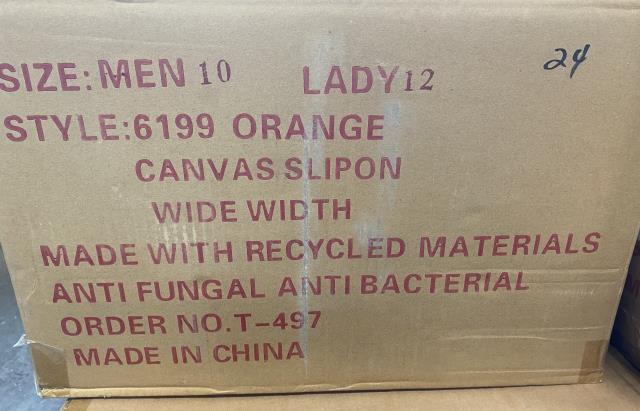 24
SIZE: MEN 10 LADY 12
STYLE:6199 ORANGE
CANVAS SLIPON
WIDE WIDTH
MADE WITH RECYCLED MATERIALS
ANTI FUNGAL ANTI BACTERIAL
ORDER NO.T-497
MADE IN CHINA